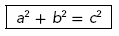 a² + b² = c²